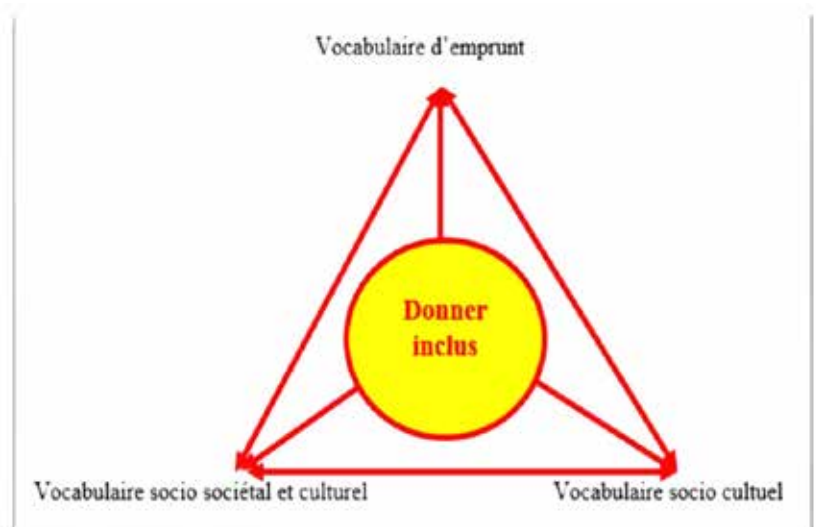 Vocabulaire d'emprunt
Donner
inclus
Vocabulaire socio sociétal et culturel
Vocabulaire socio cultuel